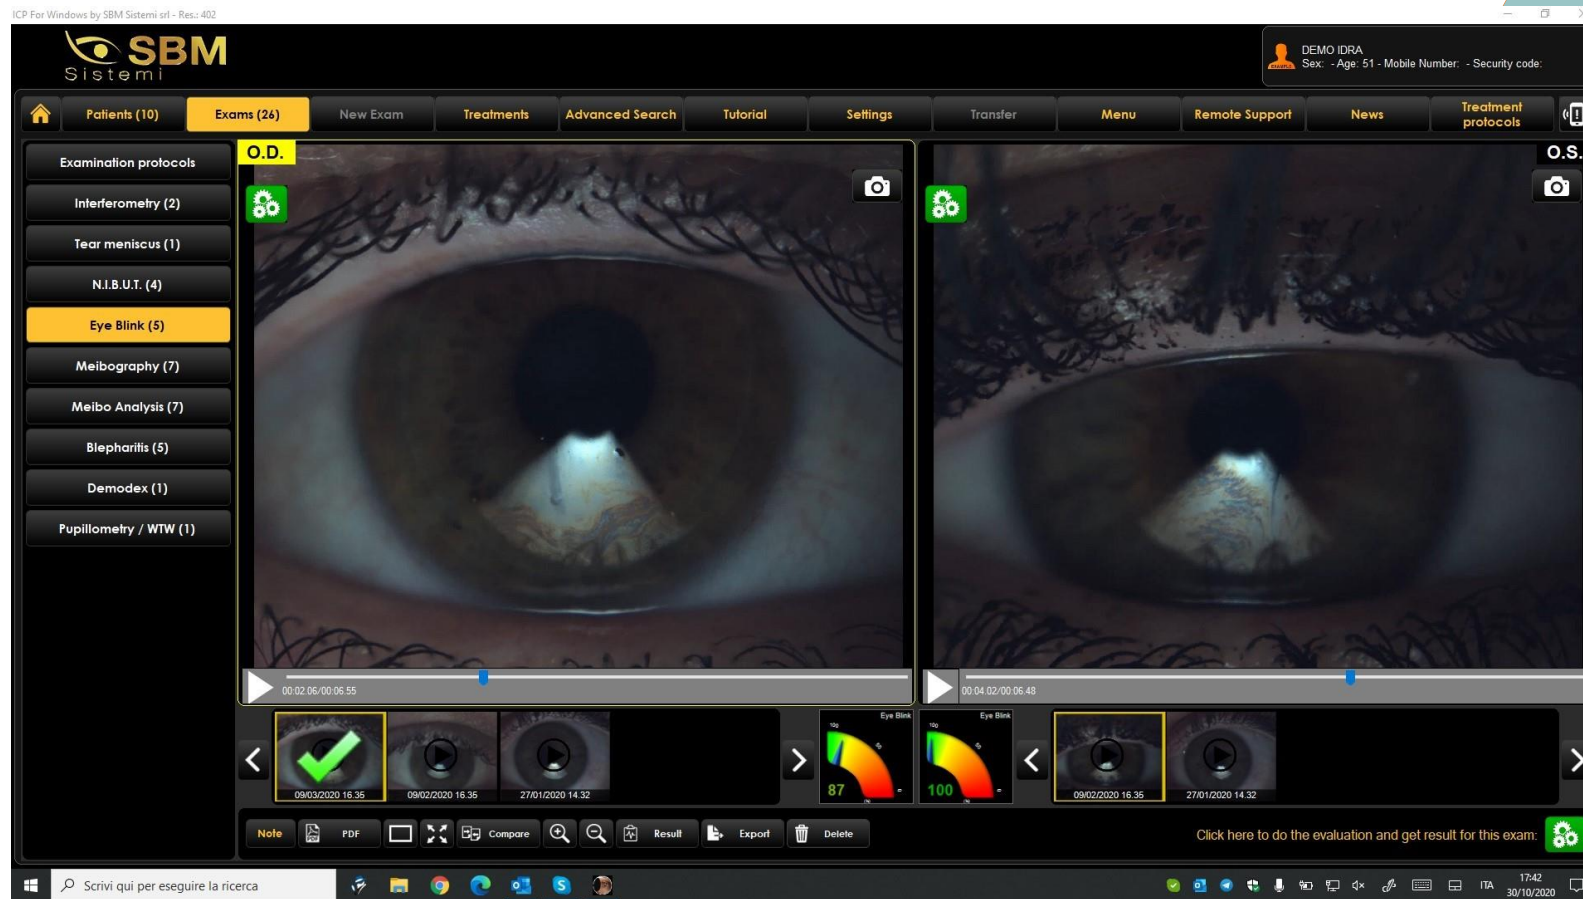 ICP For Windows by SBM Sistemi srl - Res.: 402
SBM
Sistemi
DEMO IDRA
Sex: - Age: 51 - Mobile Number: - Security code:
Patients (10)
Exams (26)
New Exam
Treatments
Advanced Search
Tutorial
Settings
Transfer
Menu
Remote Support
News
Treatment
protocols
Examination protocols
Interferometry (2)
Tear meniscus (1)
N.I.B.U.T. (4)
Eye Blink (5)
Meibography (7)
Meibo Analysis (7)
Blepharitis (5)
Demodex (1)
Pupillometry / WTW (1)
O.D.
O.S.
00:02.06/00:06.55
00:04.02/00:06.48
09/03/2020 16.35
09/02/2020 16.35
27/01/2020 14.32
Eye Blink
100
50
87
Eye Blink
100
50
100
09/02/2020 16.35
27/01/2020 14.32
Note
PDF
Compare
Result
Export
Delete
Click here to do the evaluation and get result for this exam:
Scrivi qui per eseguire la ricerca
ITA
17:42
30/10/2020